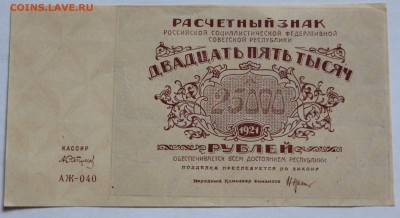 COINS.LAVE.RU
РАСЧЕТНЫЙ ЗНАК
РОССИЙСКОЙ СОЦИАЛИСТИЧЕСКОЙ ФЕДЕРАТИВНОЙ
СОВЕТСКОЙ РЕСПУБЛИКИ
ДВАДЦАТЬ ПЯТЬ ТЫСЯЧ
25000
1921
РУБЛЕЙ
ОБЕСПЕЧИВАЕТСЯ ВСЕМ ДОСТОЯНИЕМ РЕСПУБЛИКИ
ПОДДЕЛКА ПРЕСЛЕДУЕТСЯ ПО ЗАКОНУ
Народный Комиссар Финансов
КАССИР
АЖ-040